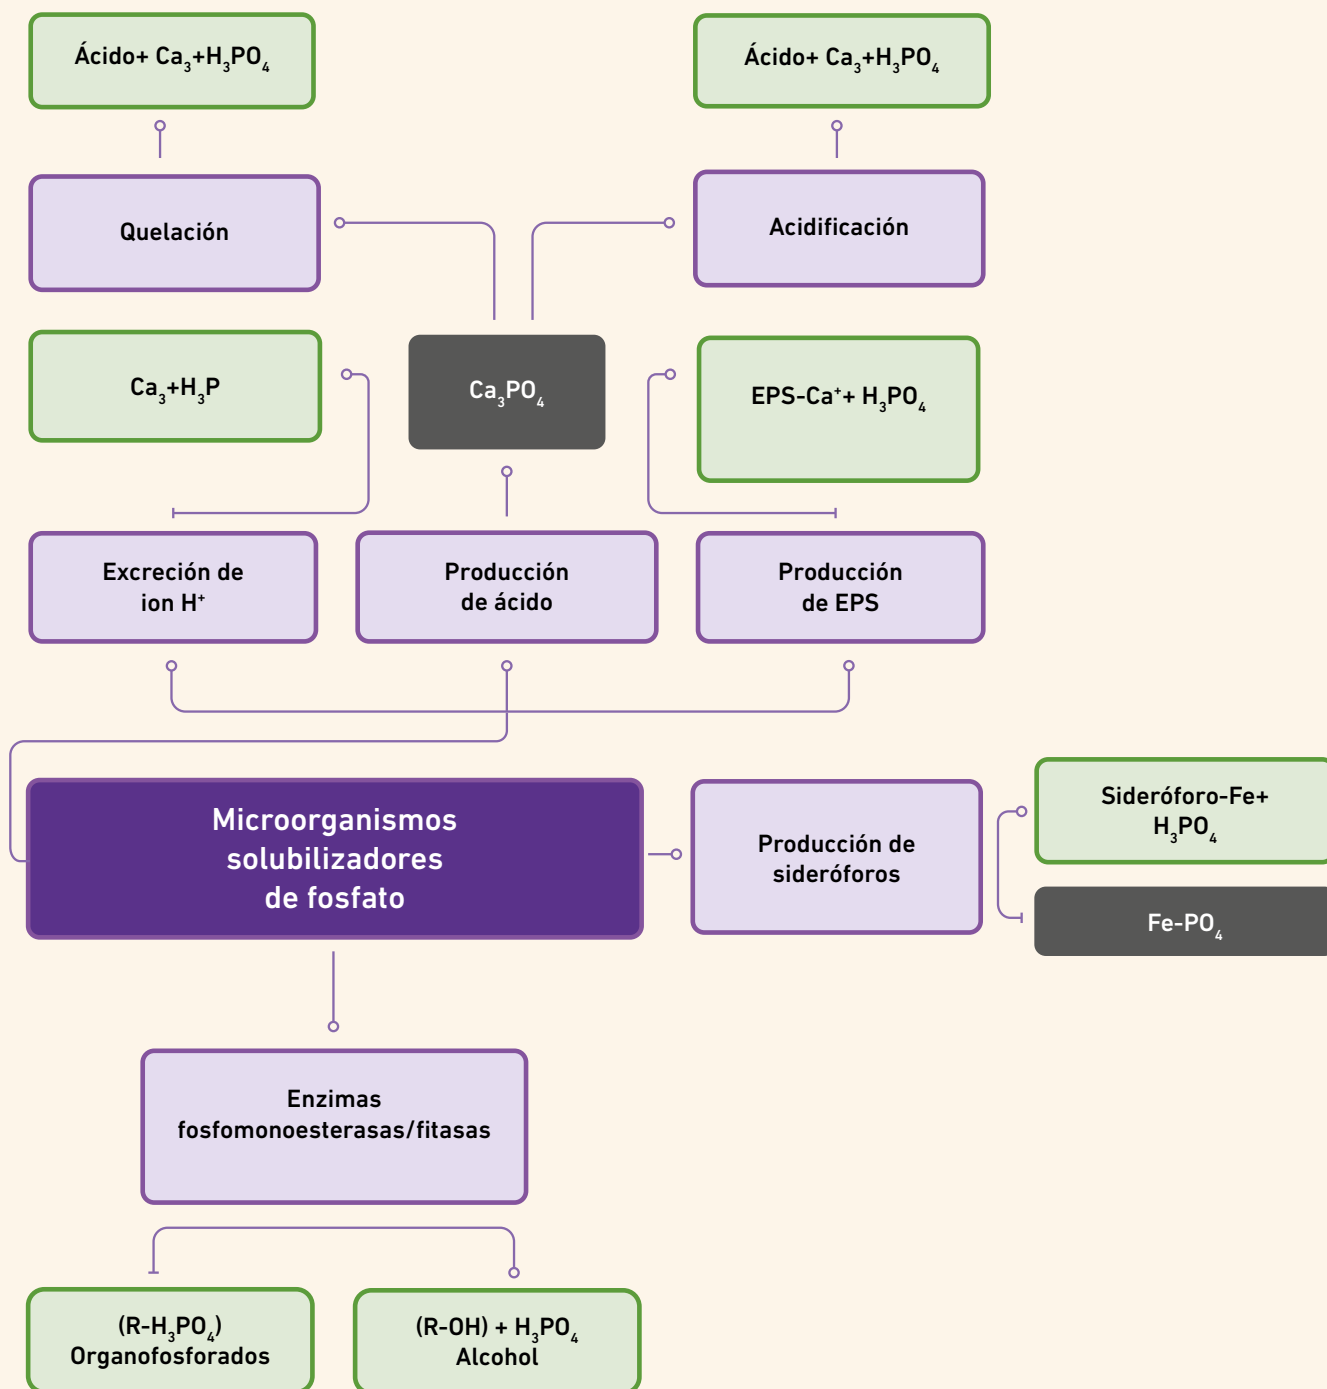 Ácido+ Ca₃+H₃PO₄
Ácido+ Ca₃+H₃PO₄
Quelación
Acidificación
Ca₃+H₃P
Ca₃PO₄
EPS-Ca⁺+ H₃PO₄
Excreción de
ion H⁺
Producción
de ácido
Producción
de EPS
Microorganismos
solubilizadores
de fosfato
Producción de
sideróforos
Sideróforo-Fe+
H₃PO₄
Fe-PO₄
Enzimas
fosfomonoesterasas/fitasas
(R-H₃PO₄)
Organofosforados
(R-OH) + H₃PO₄
Alcohol